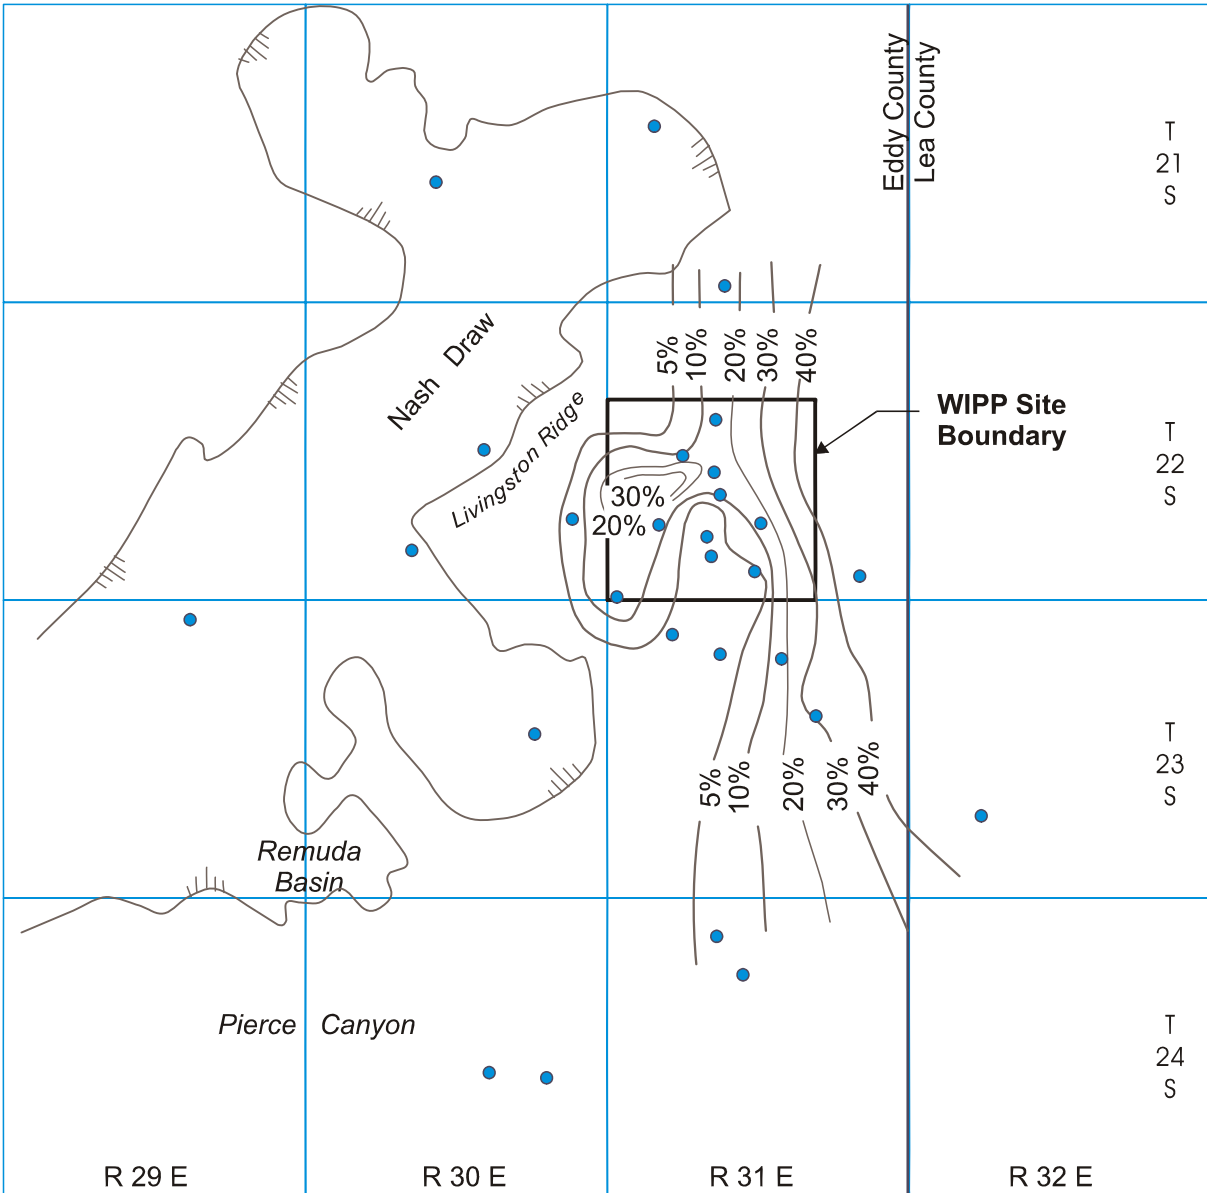 Eddy County
Lea County
T
21
S
Nash Draw
5%
10%
20%
30%
40%
WIPP Site
Boundary
Livingston Ridge
T
22
S
30%
20%
T
23
S
5%
10%
20%
30%
40%
Remuda
Basin
Pierce Canyon
T
24
S
R 29 E
R 30 E
R 31 E
R 32 E